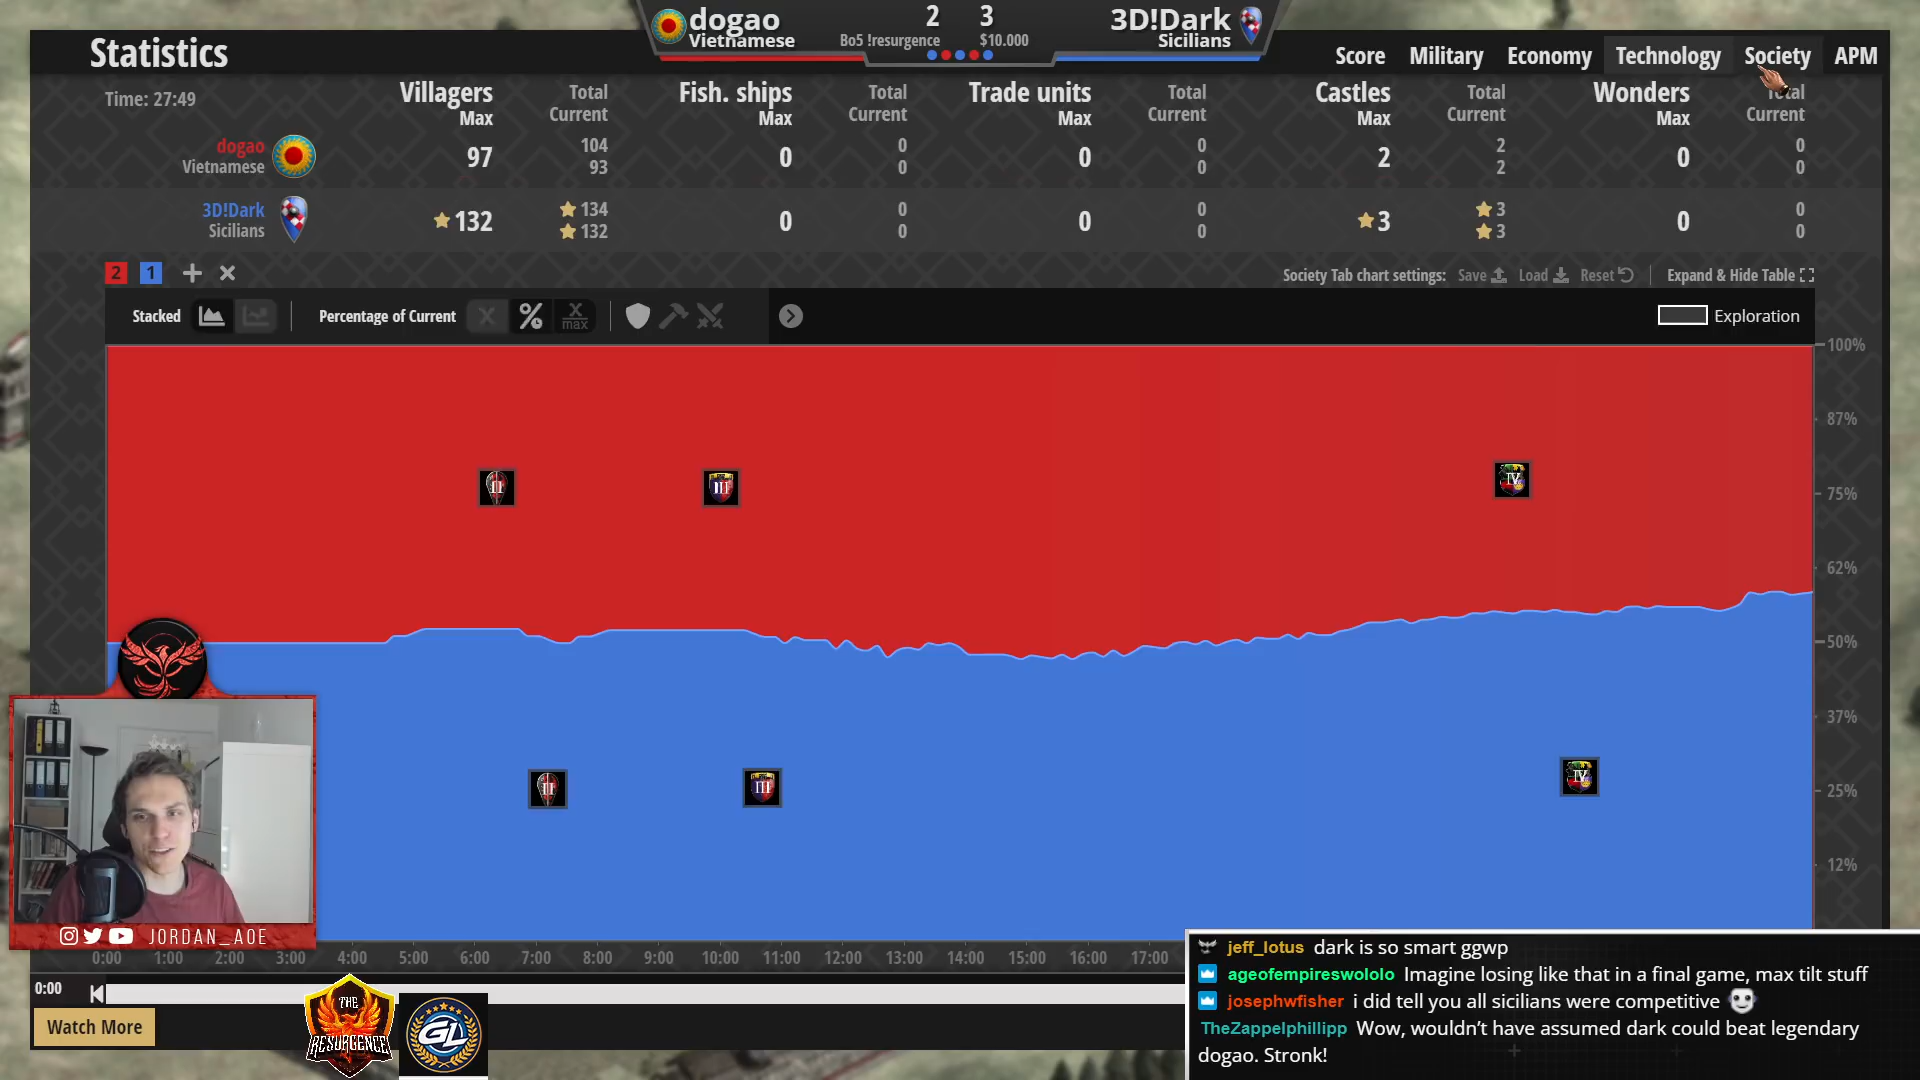 dogao
Vietnamese
2 3
Bo5 !resurgence $10.000
3D!Dark
Sicilians
Statistics
Score Military Economy Technology Society APM
Time: 27:49
Villagers Max Total Current Fish. ships Max Total Current Trade units Max Total Current Castles Max Total Current Wonders Max Total Current
dogao
Vietnamese
97 104 93 0 0 0 0 0 0 2 2 2 0 0 0
3D!Dark
Sicilians
132 134 132 0 0 0 0 0 0 3 3 3 0 0 0
2 1
Society Tab chart settings: Save Load Reset Expand & Hide Table
Stacked Percentage of Current X % X max Exploration
100%
87%
II III IV
75%
62%
50%
37%
II III IV
25%
12%
JORDAN_AOE
0:00 1:00 2:00 3:00 4:00 5:00 6:00 7:00 8:00 9:00 10:00 11:00 12:00 13:00 14:00 15:00 16:00 17:00
0:00
Watch More
THE RESURGENCE
GL
jeff_lotus dark is so smart ggwp
ageofempireswololo Imagine losing like that in a final game, max tilt stuff
josephwfisher i did tell you all sicilians were competitive
TheZappelphillipp Wow, wouldn't have assumed dark could beat legendary
dogao. Stronk!